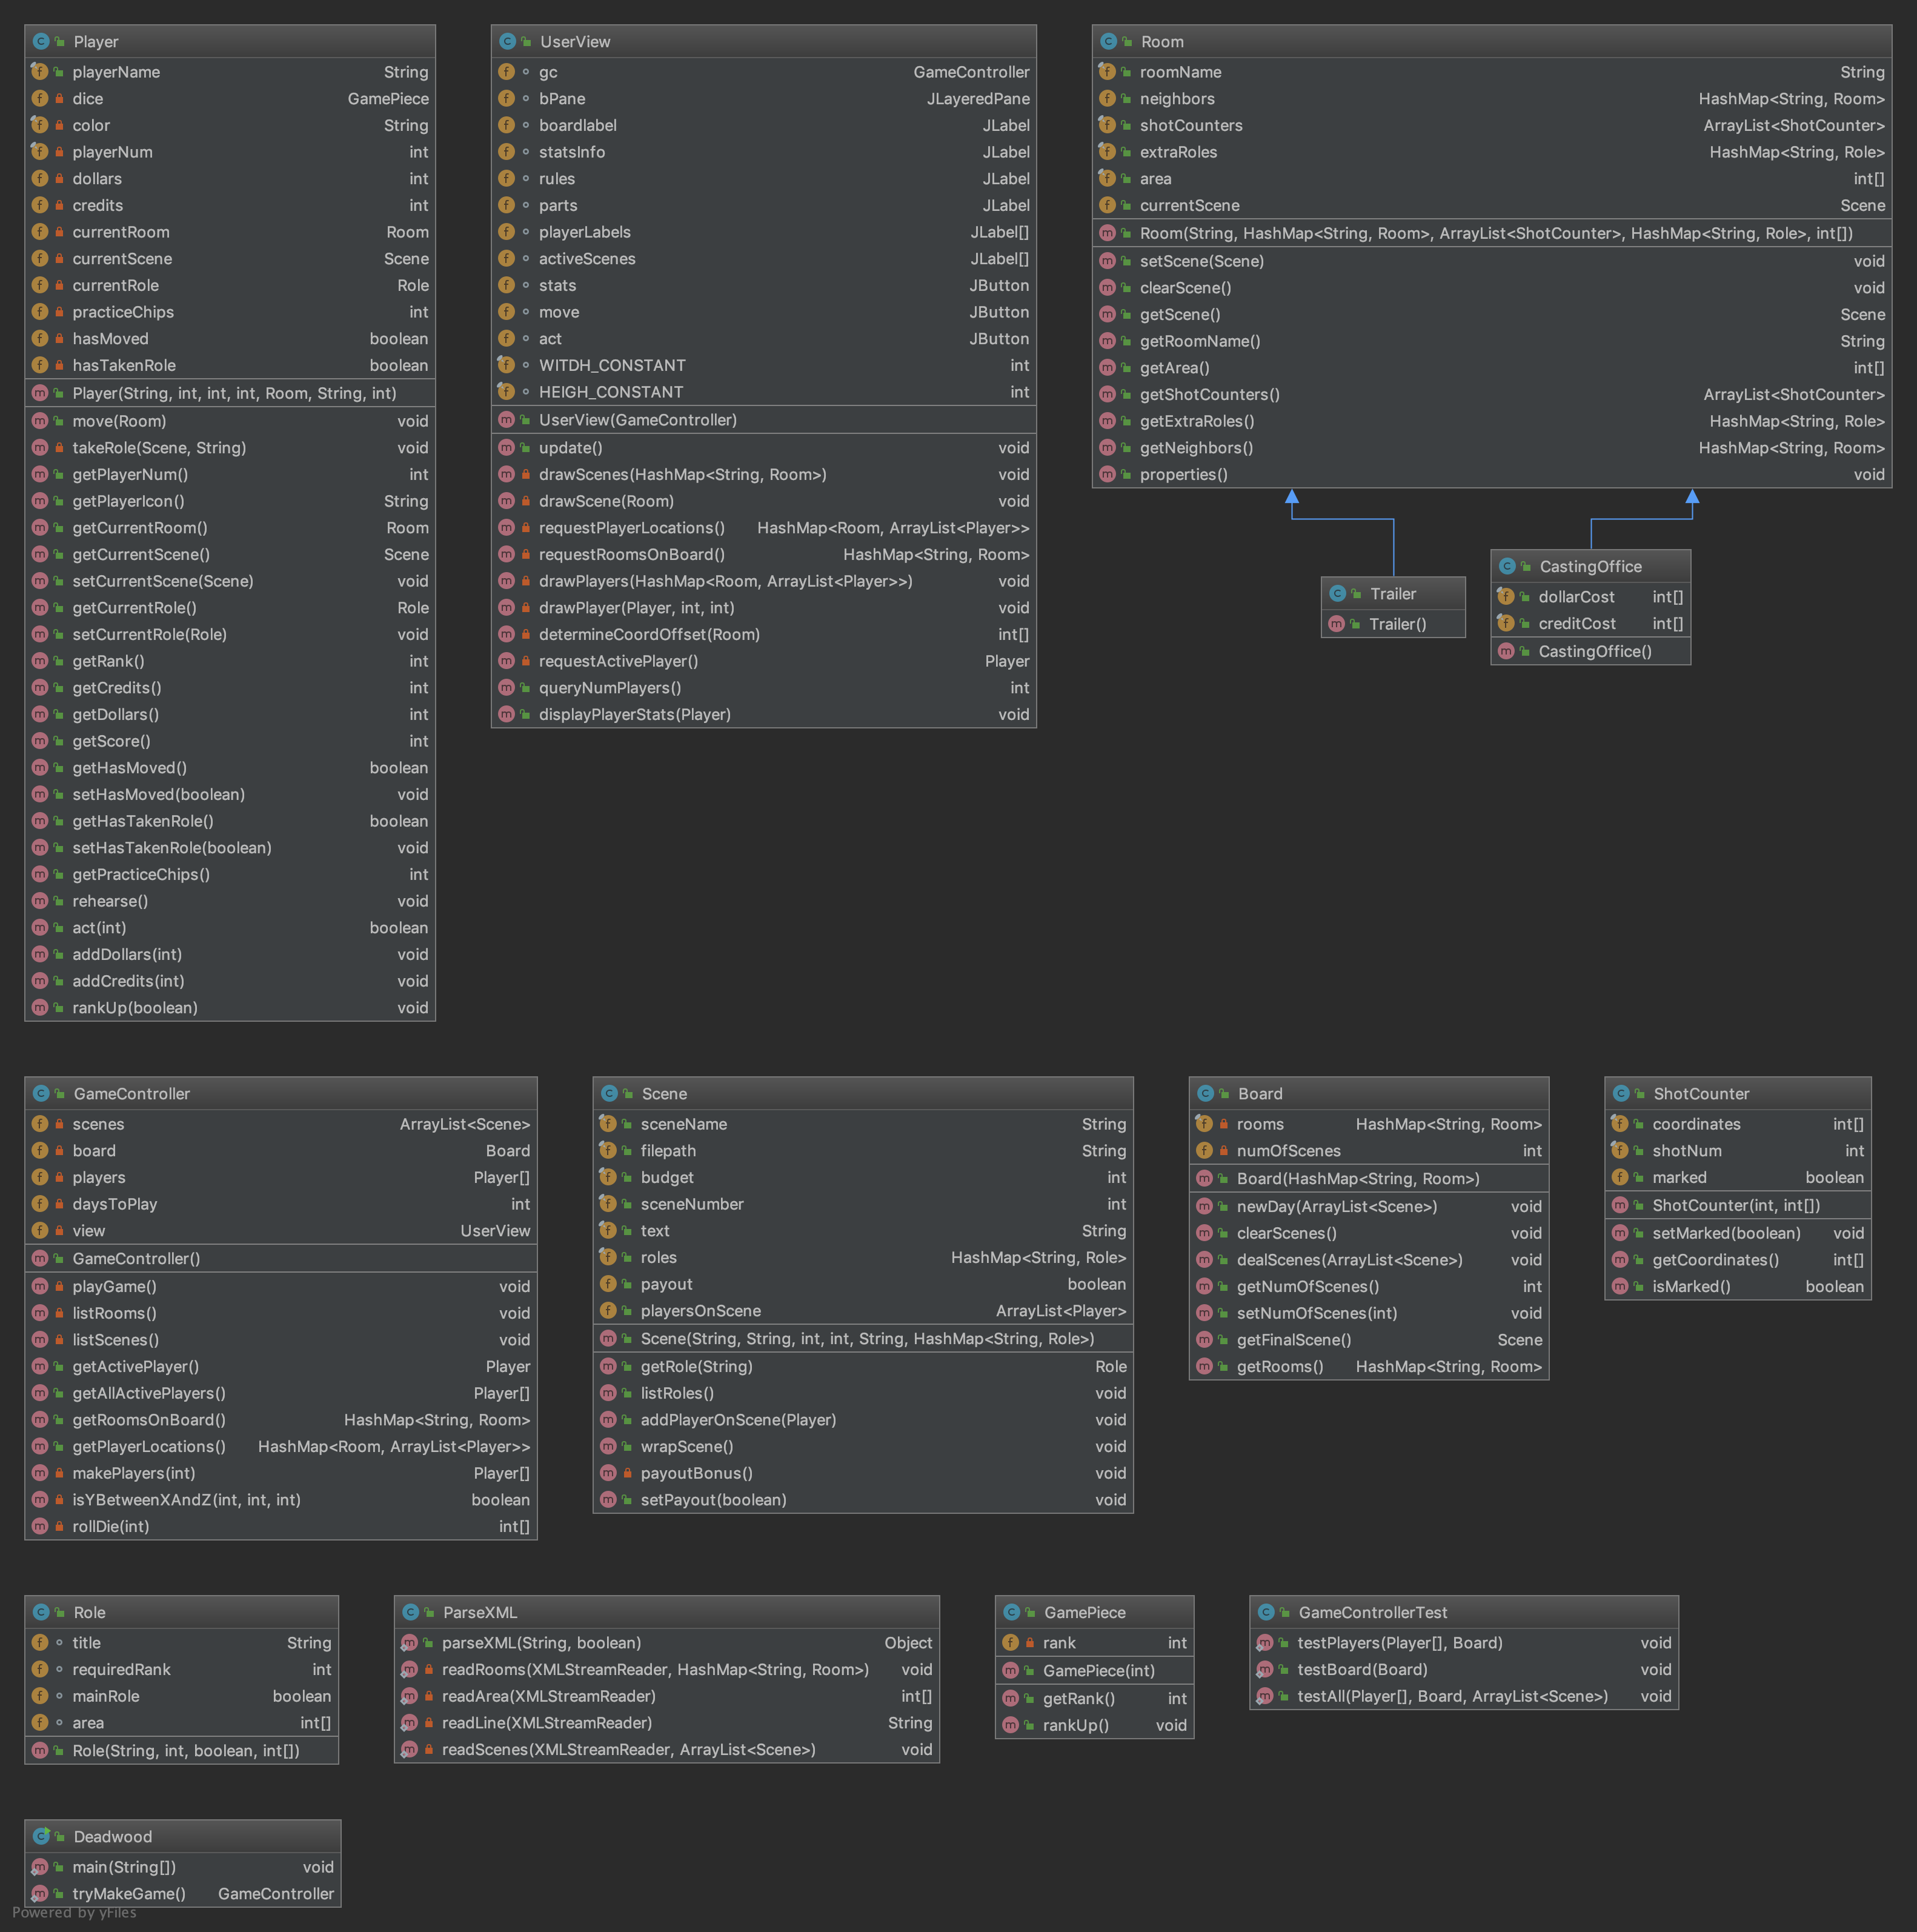 Player
playerName String
dice GamePiece
color String
playerNum int
dollars int
credits int
currentRoom Room
currentScene Scene
currentRole Role
practiceChips int
hasMoved boolean
hasTakenRole boolean
Player(String, int, int, int, Room, String, int)
move(Room) void
takeRole(Scene, String) void
getPlayerNum() int
getPlayerIcon() String
getCurrentRoom() Room
getCurrentScene() Scene
setCurrentScene(Scene) void
getCurrentRole() Role
setCurrentRole(Role) void
getRank() int
getCredits() int
getDollars() int
getScore() int
getHasMoved() boolean
setHasMoved(boolean) void
getHasTakenRole() boolean
setHasTakenRole(boolean) void
getPracticeChips() int
rehearse() void
act(int) boolean
addDollars(int) void
addCredits(int) void
rankUp(boolean) void
UserView
gc GameController
bPane JLayeredPane
boardlabel JLabel
statsInfo JLabel
rules JLabel
parts JLabel
playerLabels JLabel[]
activeScenes JLabel[]
stats JButton
move JButton
act JButton
WITDH_CONSTANT int
HEIGH_CONSTANT int
UserView(GameController)
update() void
drawScenes(HashMap<String, Room>) void
drawScene(Room) void
requestPlayerLocations() HashMap<Room, ArrayList<Player>>
requestRoomsOnBoard() HashMap<String, Room>
drawPlayers(HashMap<Room, ArrayList<Player>>) void
drawPlayer(Player, int, int) void
determineCoordOffset(Room) int[]
requestActivePlayer() Player
queryNumPlayers() int
displayPlayerStats(Player) void
Room
roomName String
neighbors HashMap<String, Room>
shotCounters ArrayList<ShotCounter>
extraRoles HashMap<String, Role>
area int[]
currentScene Scene
Room(String, HashMap<String, Room>, ArrayList<ShotCounter>, HashMap<String, Role>, int[])
setScene(Scene) void
clearScene() void
getScene() Scene
getRoomName() String
getArea() int[]
getShotCounters() ArrayList<ShotCounter>
getExtraRoles() HashMap<String, Role>
getNeighbors() HashMap<String, Room>
properties() void
Trailer
Trailer()
CastingOffice
dollarCost int[]
creditCost int[]
CastingOffice()
GameController
scenes ArrayList<Scene>
board Board
players Player[]
daysToPlay int
view UserView
GameController()
playGame() void
listRooms() void
listScenes() void
getActivePlayer() Player
getAllActivePlayers() Player[]
getRoomsOnBoard() HashMap<String, Room>
getPlayerLocations() HashMap<Room, ArrayList<Player>>
makePlayers(int) Player[]
isYBetweenXAndZ(int, int, int) boolean
rollDie(int) int[]
Scene
sceneName String
filepath String
budget int
sceneNumber int
text String
roles HashMap<String, Role>
payout boolean
playersOnScene ArrayList<Player>
Scene(String, String, int, int, String, HashMap<String, Role>)
getRole(String) Role
listRoles() void
addPlayerOnScene(Player) void
wrapScene() void
payoutBonus() void
setPayout(boolean) void
Board
rooms HashMap<String, Room>
numOfScenes int
Board(HashMap<String, Room>)
newDay(ArrayList<Scene>) void
clearScenes() void
dealScenes(ArrayList<Scene>) void
getNumOfScenes() int
setNumOfScenes(int) void
getFinalScene() Scene
getRooms() HashMap<String, Room>
ShotCounter
coordinates int[]
shotNum int
marked boolean
ShotCounter(int, int[])
setMarked(boolean) void
getCoordinates() int[]
isMarked() boolean
Role
title String
requiredRank int
mainRole boolean
area int[]
Role(String, int, boolean, int[])
ParseXML
parseXML(String, boolean) Object
readRooms(XMLStreamReader, HashMap<String, Room>) void
readArea(XMLStreamReader) int[]
readLine(XMLStreamReader) String
readScenes(XMLStreamReader, ArrayList<Scene>) void
GamePiece
rank int
GamePiece(int)
getRank() int
rankUp() void
GameControllerTest
testPlayers(Player[], Board) void
testBoard(Board) void
testAll(Player[], Board, ArrayList<Scene>) void
Deadwood
main(String[]) void
tryMakeGame() GameController
Powered by yFiles